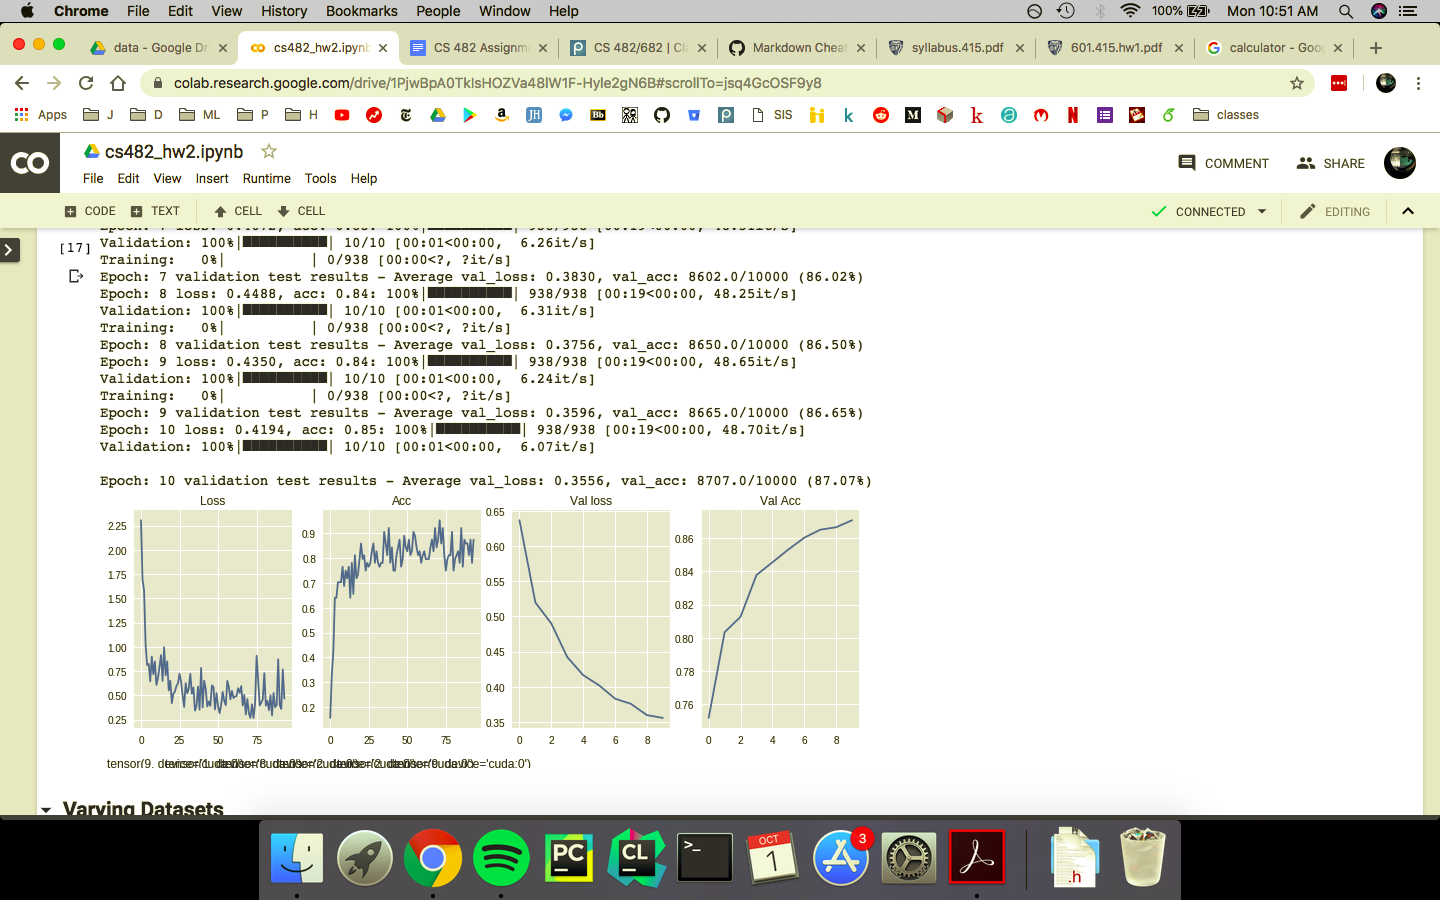 Chrome File Edit View History Bookmarks People Window Help 100% Mon 10:51 AM
data - Google Dr cs482_hw2.ipynb CS 482 Assignm CS 482/682 | Cl Markdown Cheat syllabus.415.pdf 601.415.hw1.pdf calculator - Goog
colab.research.google.com/drive/
Apps J D ML P H SIS classes
cs482_hw2.ipynb
COMMENT SHARE
File Edit View Insert Runtime Tools Help
CODE TEXT CELL CELL CONNECTED EDITING
[17] Validation: 100%| | 10/10 [00:01<00:00, 6.26it/s]
Training: 0%| | 0/938 [00:00<?, ?it/s]
Epoch: 7 validation test results - Average val_loss: 0.3830, val_acc: 8602.0/10000 (86.02%)
Epoch: 8 loss: 0.4488, acc: 0.84: 100%| | 938/938 [00:19<00:00, 48.25it/s]
Validation: 100%| | 10/10 [00:01<00:00, 6.31it/s]
Training: 0%| | 0/938 [00:00<?, ?it/s]
Epoch: 8 validation test results - Average val_loss: 0.3756, val_acc: 8650.0/10000 (86.50%)
Epoch: 9 loss: 0.4350, acc: 0.84: 100%| | 938/938 [00:19<00:00, 48.65it/s]
Validation: 100%| | 10/10 [00:01<00:00, 6.24it/s]
Training: 0%| | 0/938 [00:00<?, ?it/s]
Epoch: 9 validation test results - Average val_loss: 0.3596, val_acc: 8665.0/10000 (86.65%)
Epoch: 10 loss: 0.4194, acc: 0.85: 100%| | 938/938 [00:19<00:00, 48.70it/s]
Validation: 100%| | 10/10 [00:01<00:00, 6.07it/s]
Epoch: 10 validation test results - Average val_loss: 0.3556, val_acc: 8707.0/10000 (87.07%)
Loss Acc Val loss Val Acc
2.25 2.00 1.75 1.50 1.25 1.00 0.75 0.50 0.25
0 25 50 75
0.9 0.8 0.7 0.6 0.5 0.4 0.3 0.2
0 25 50 75
0.65 0.60 0.55 0.50 0.45 0.40 0.35
0 2 4 6 8
0.86 0.84 0.82 0.80 0.78 0.76
0 2 4 6 8
tensor(9. device='cuda:0')
Varying Datasets
PC CL >_ OCT 1 3 .h